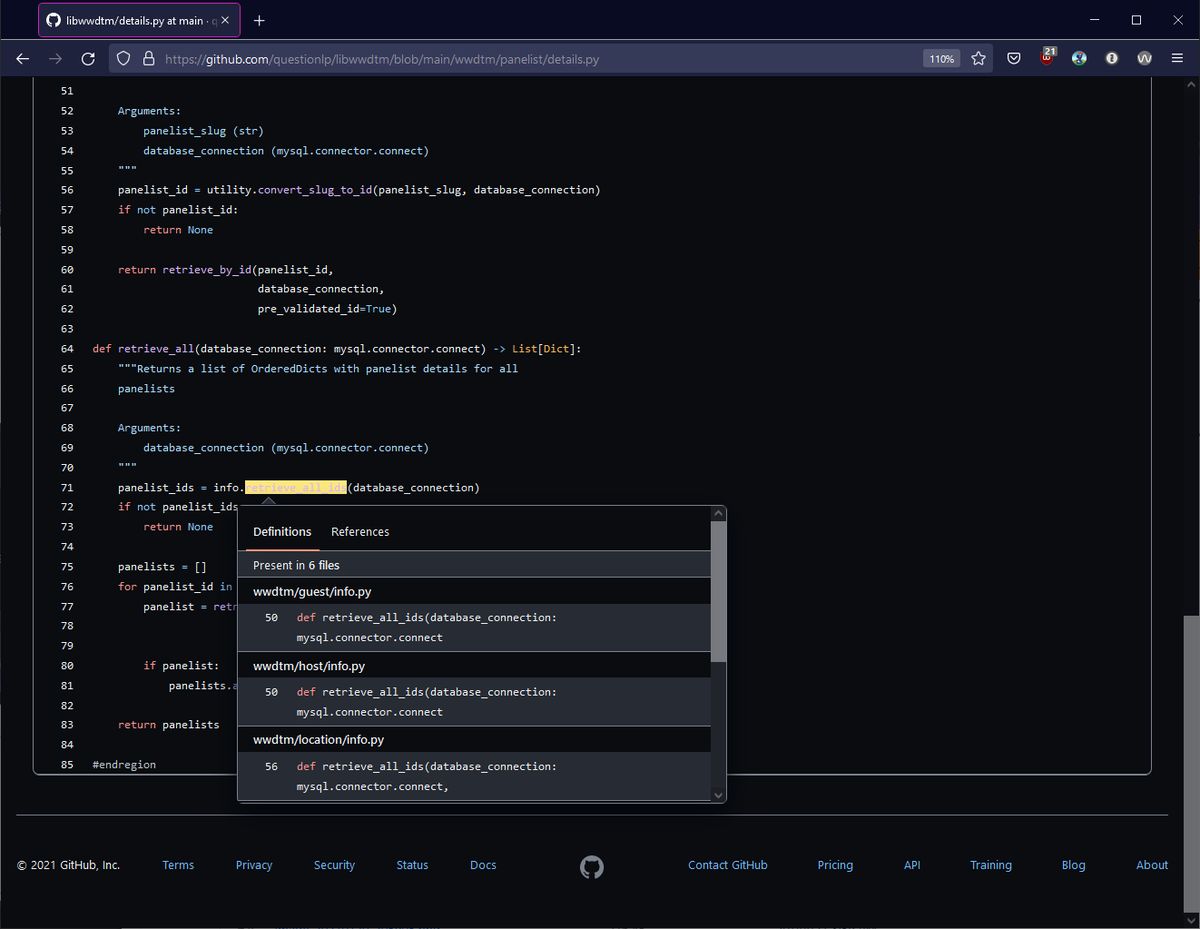 libwwdtm/details.py at main · q
https://github.com/questionlp/libwwdtm/blob/main/wwdtm/panelist/details.py
110%
21
51
52 Arguments:
53 panelist_slug (str)
54 database_connection (mysql.connector.connect)
55 """
56 panelist_id = utility.convert_slug_to_id(panelist_slug, database_connection)
57 if not panelist_id:
58 return None
59
60 return retrieve_by_id(panelist_id,
61 database_connection,
62 pre_validated_id=True)
63
64 def retrieve_all(database_connection: mysql.connector.connect) -> List[Dict]:
65 """Returns a list of OrderedDicts with panelist details for all
66 panelists
67
68 Arguments:
69 database_connection (mysql.connector.connect)
70 """
71 panelist_ids = info.retrieve_all_ids(database_connection)
72 if not panelist_ids
73 return None
74
75 panelists = []
76 for panelist_id in
77 panelist = retr
78
79
80 if panelist:
81 panelists.a
82
83 return panelists
84
85 #endregion
Definitions References
Present in 6 files
wwdtm/guest/info.py
50 def retrieve_all_ids(database_connection:
mysql.connector.connect
wwdtm/host/info.py
50 def retrieve_all_ids(database_connection:
mysql.connector.connect
wwdtm/location/info.py
56 def retrieve_all_ids(database_connection:
mysql.connector.connect,
© 2021 GitHub, Inc. Terms Privacy Security Status Docs Contact GitHub Pricing API Training Blog About